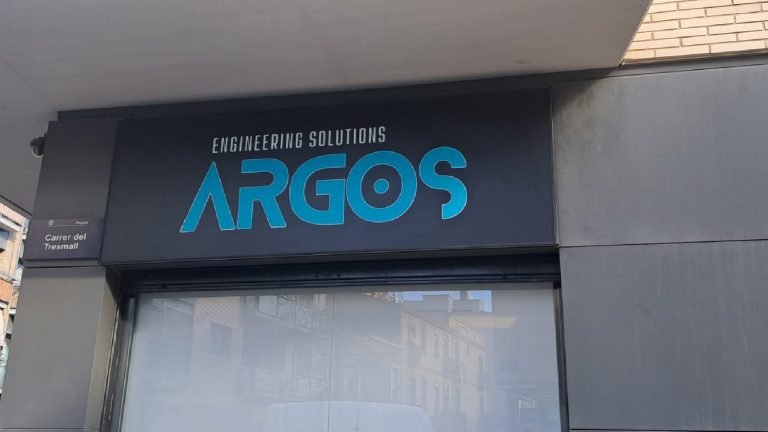 ENGINEERING SOLUTIONS
ARGOS
Carrer del
Tresmall